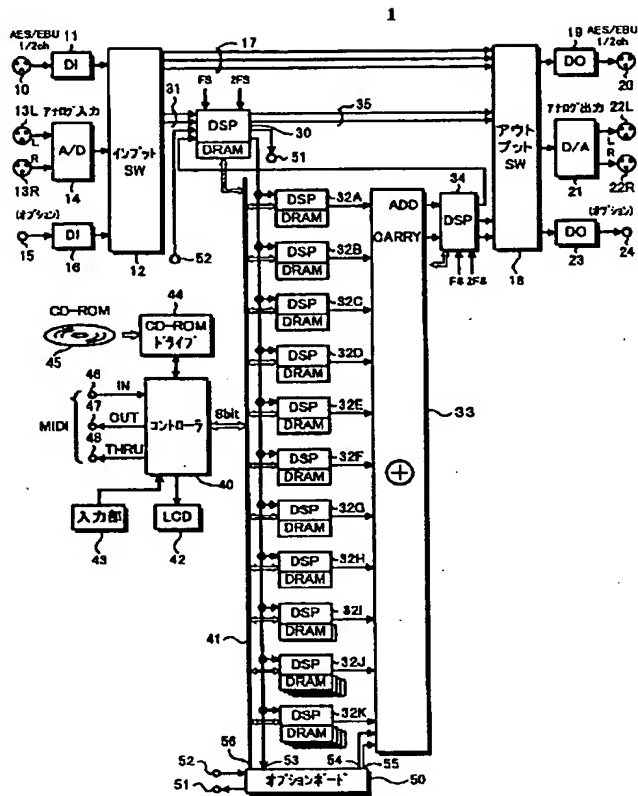 1
AES/EBU
1/2ch
11
DI
10
17
19
DO
AES/EBU
1/2ch
20
13L
アナログ入力
L
R
13R
A/D
14
インプット
SW
12
31
FS
2FS
DSP
DRAM
30
35
51
52
アウト
プット
SW
18
アナログ出力
22L
D/A
L
R
21
22R
(オプション)
15
DI
16
(オプション)
DO
23
24
ADD
CARRY
34
DSP
FS
2FS
DSP
DRAM
32A
DSP
DRAM
32B
DSP
DRAM
32C
DSP
DRAM
32D
DSP
DRAM
32E
DSP
DRAM
32F
DSP
DRAM
32G
DSP
DRAM
32H
DSP
DRAM
32I
DSP
DRAM
32J
DSP
DRAM
32K
33
CD-ROM
45
44
CD-ROM
ドライブ
46
IN
MIDI
47
OUT
48
THRU
コントローラ
8bit
40
入力部
43
LCD
42
41
56
53
54
55
52
51
オプションボード
50